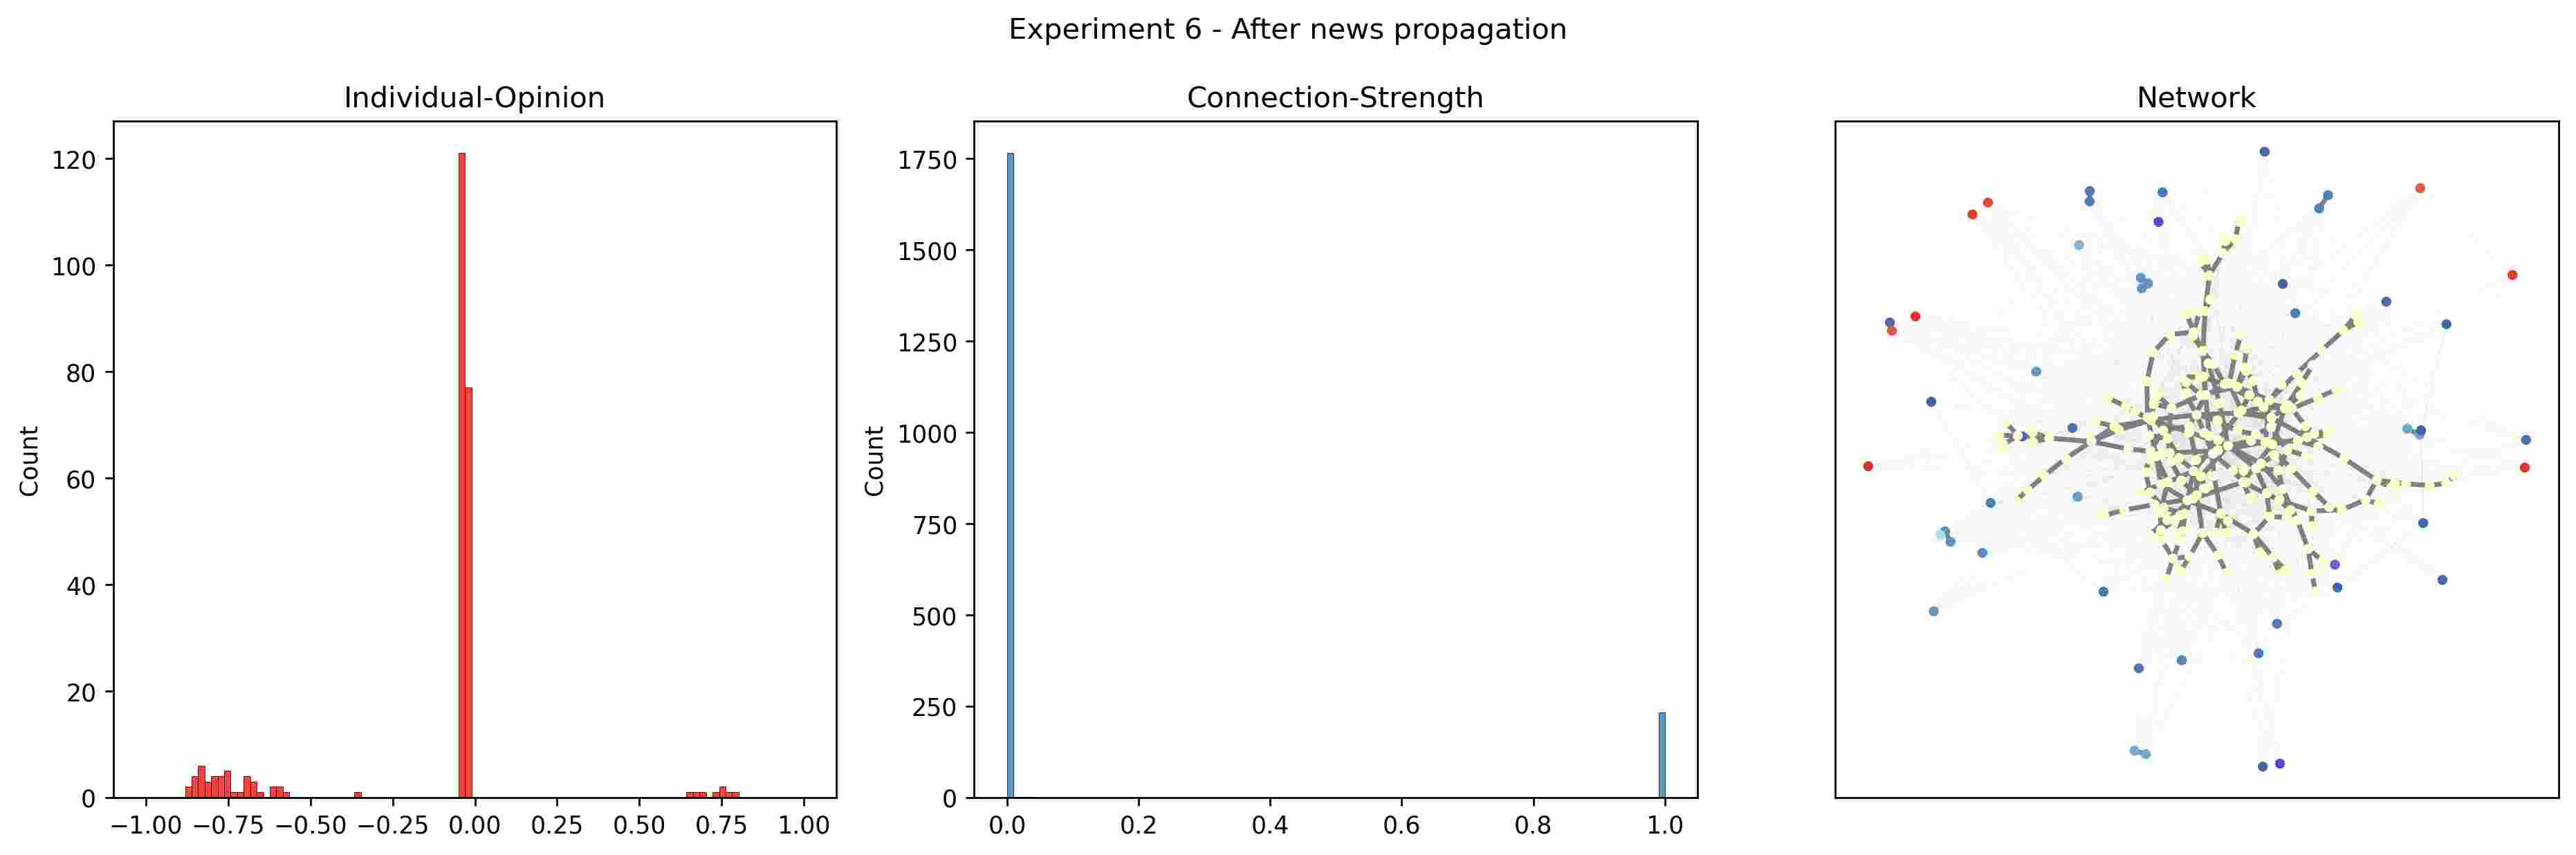 Experiment 6 - After news propagation
Individual-Opinion
Connection-Strength
Network
Count
120
100
80
60
40
20
0
−1.00 −0.75 −0.50 −0.25 0.00 0.25 0.50 0.75 1.00
Count
1750
1500
1250
1000
750
500
250
0
0.0 0.2 0.4 0.6 0.8 1.0